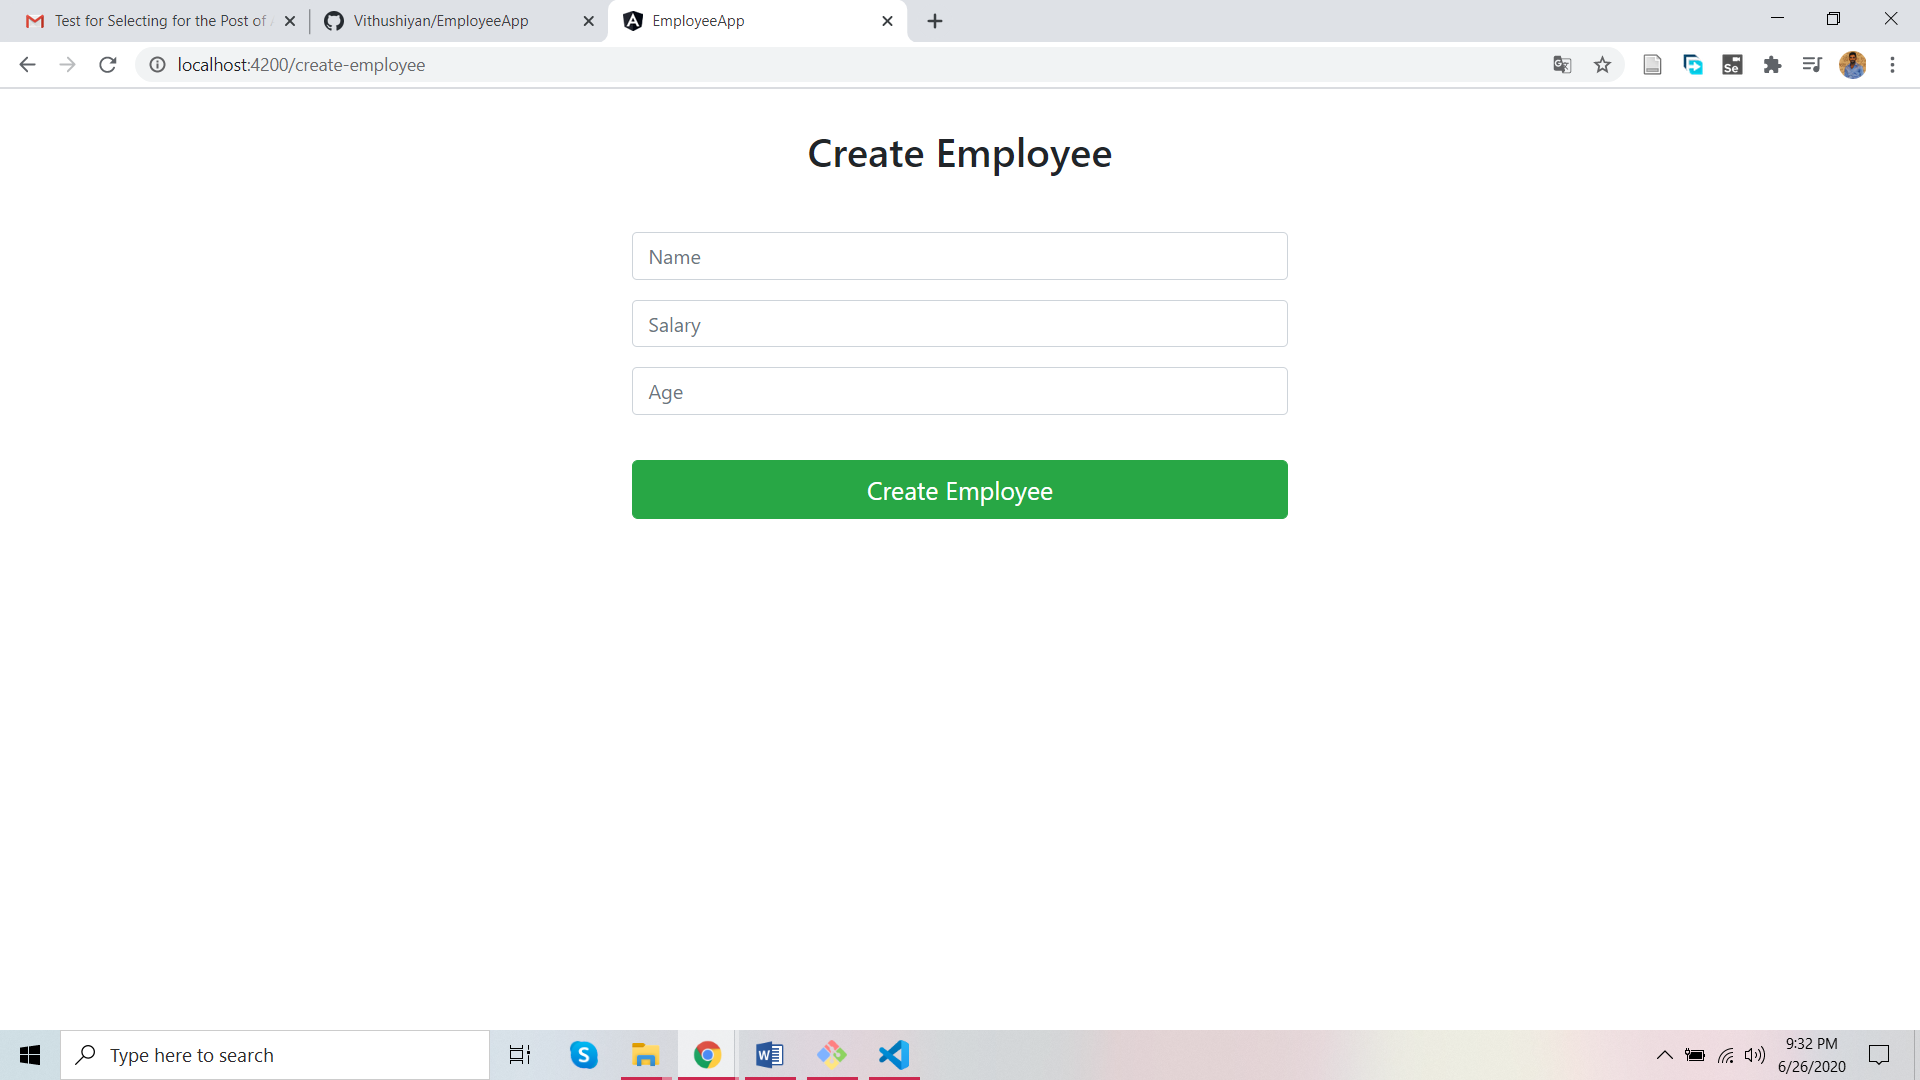 Test for Selecting for the Post of
Vithushiyan/EmployeeApp
EmployeeApp
localhost:4200/create-employee
Se
Create Employee
Name
Salary
Age
Create Employee
Type here to search
9:32 PM
6/26/2020